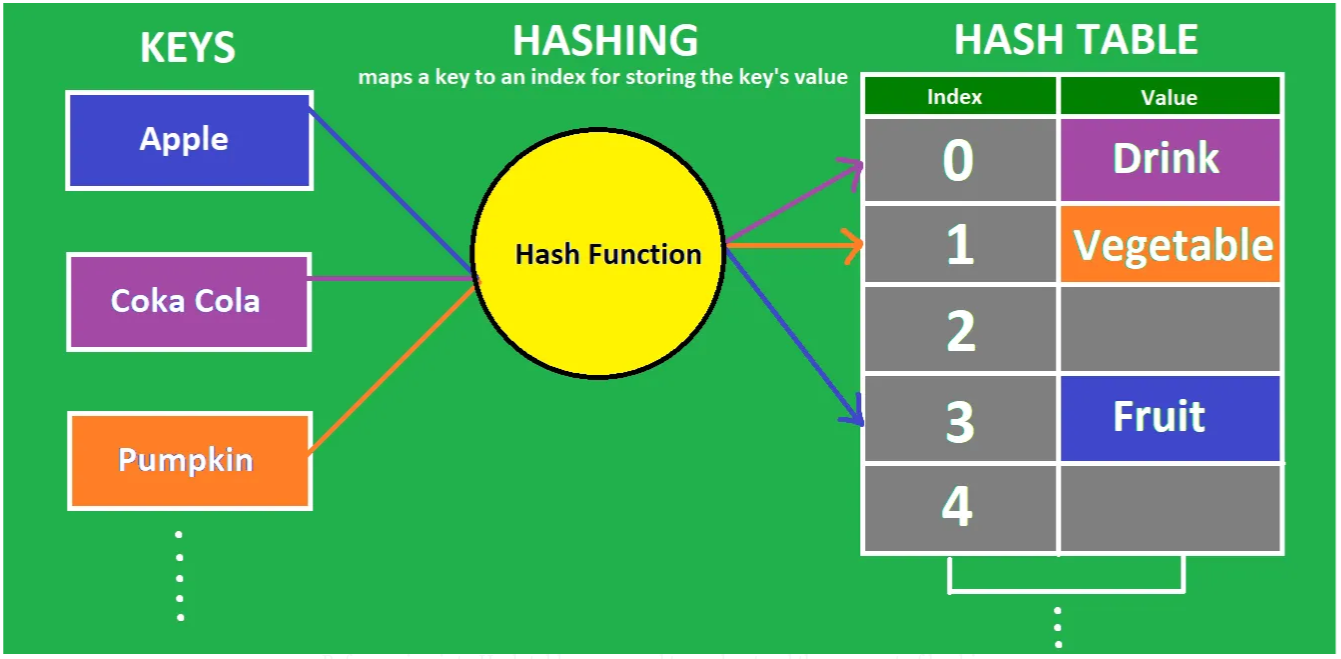 KEYS
HASHING
HASH TABLE
maps a key to an index for storing the key's value
Index Value
Apple
0 Drink
Hash Function
1 Vegetable
Coka Cola
2
3 Fruit
Pumpkin
4